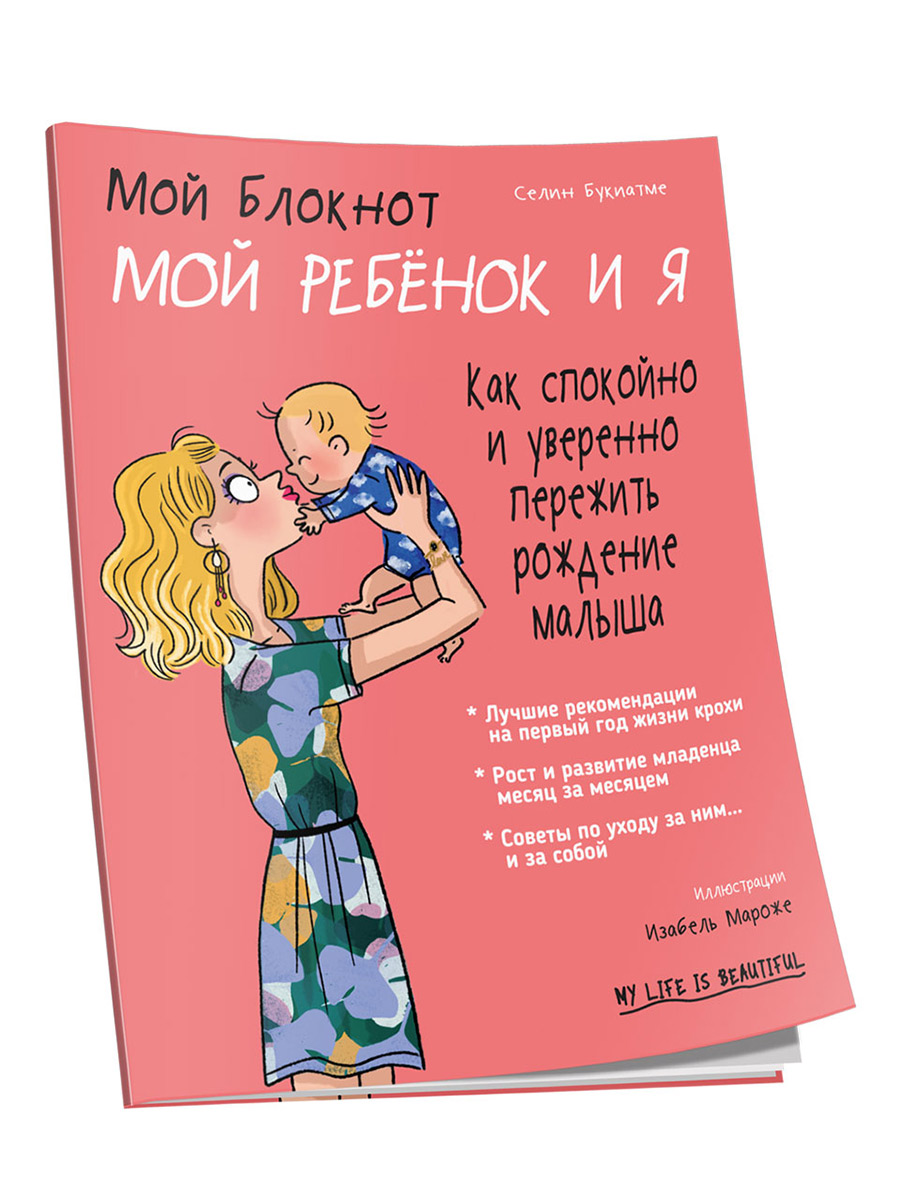 Мой Блокнот
Селин Букиатме
МОЙ РЕБЁНОК И Я
Как спокойно
и уверенно
пережить
рождение
малыша
* Лучшие рекомендации
на первый год жизни крохи
* Рост и развитие младенца
месяц за месяцем
* Советы по уходу за ним...
и за собой
Иллюстрации
Изабель Мароже
MY LIFE IS BEAUTIFUL